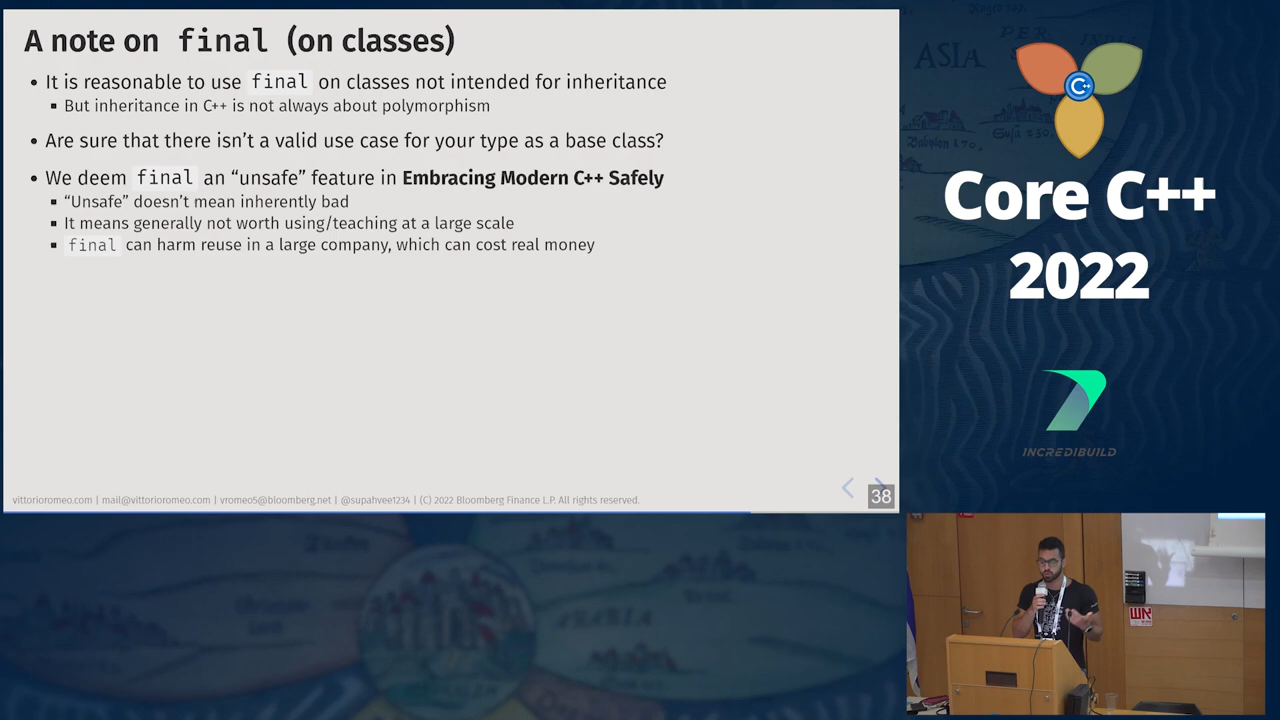 A note on final (on classes)
• It is reasonable to use final on classes not intended for inheritance
▪ But inheritance in C++ is not always about polymorphism
• Are sure that there isn't a valid use case for your type as a base class?
• We deem final an “unsafe” feature in Embracing Modern C++ Safely
▪ “Unsafe” doesn't mean inherently bad
▪ It means generally not worth using/teaching at a large scale
▪ final can harm reuse in a large company, which can cost real money
vittorioromeo.com | mail@vittorioromeo.com | vromeo5@bloomberg.net | @supahvee1234 | (C) 2022 Bloomberg Finance L.P. All rights reserved.
38
ASIA
PER
INDIA
C++
Core C++
2022
INCREDIBUILD
ARABIA
אש